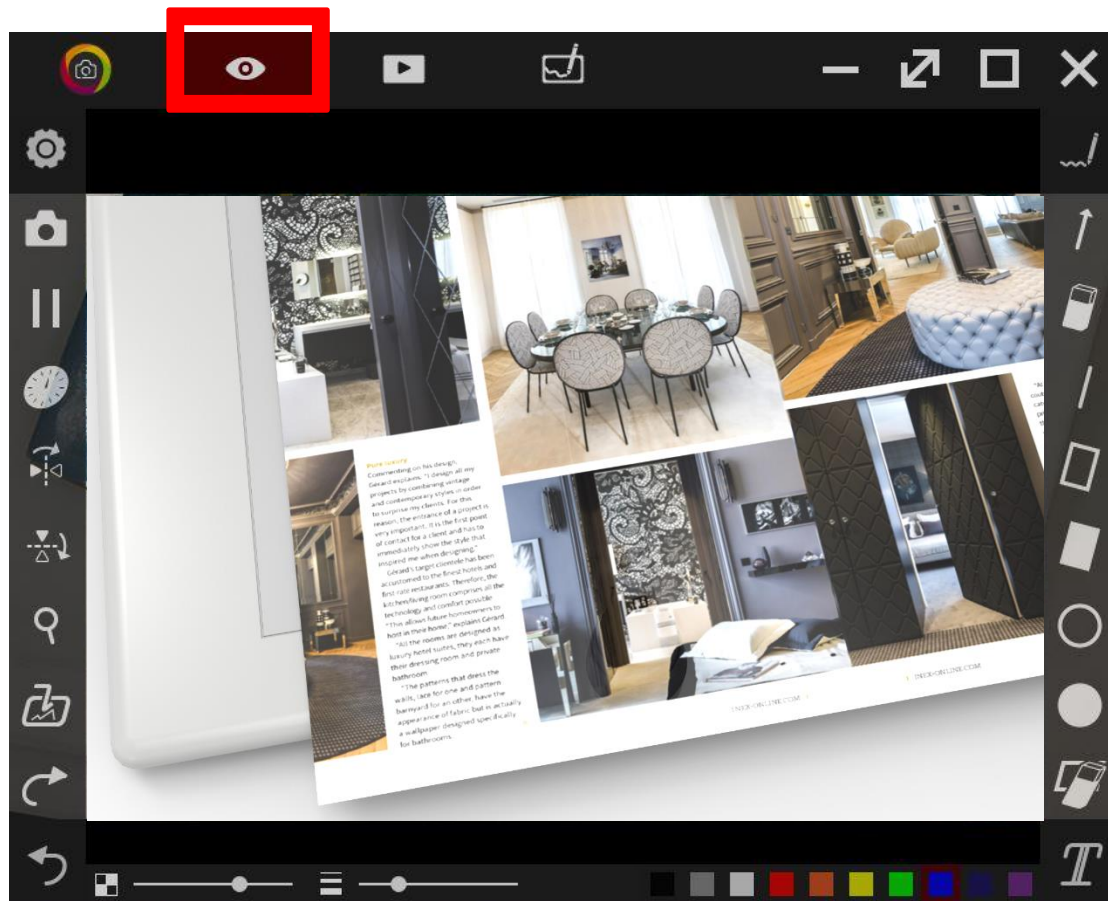 Pure luxury
Commenting on his design,
Gérard explains. "I design all my
projects by combining vintage
and contemporary styles in order
to surprise my clients. For this
reason, the entrance of a project is
very important. It is the first point
of contact for a client and has to
immediately show the style that
inspired me when designing."
Gérard's target clientele has been
accustomed to the finest hotels and
first rate restaurants. Therefore, the
kitchen/living room comprises all the
technology and comfort possible.
"This allows future homeowners to
host in their home," explains Gérard
"All the rooms are designed as
luxury hotel suites, they each have
their dressing room and private
bathroom.
"The patterns that dress the
walls, lace for one and pattern
barnyard for an other, have the
appearance of fabric but is actually
a wallpaper designed specifically
for bathrooms.
T